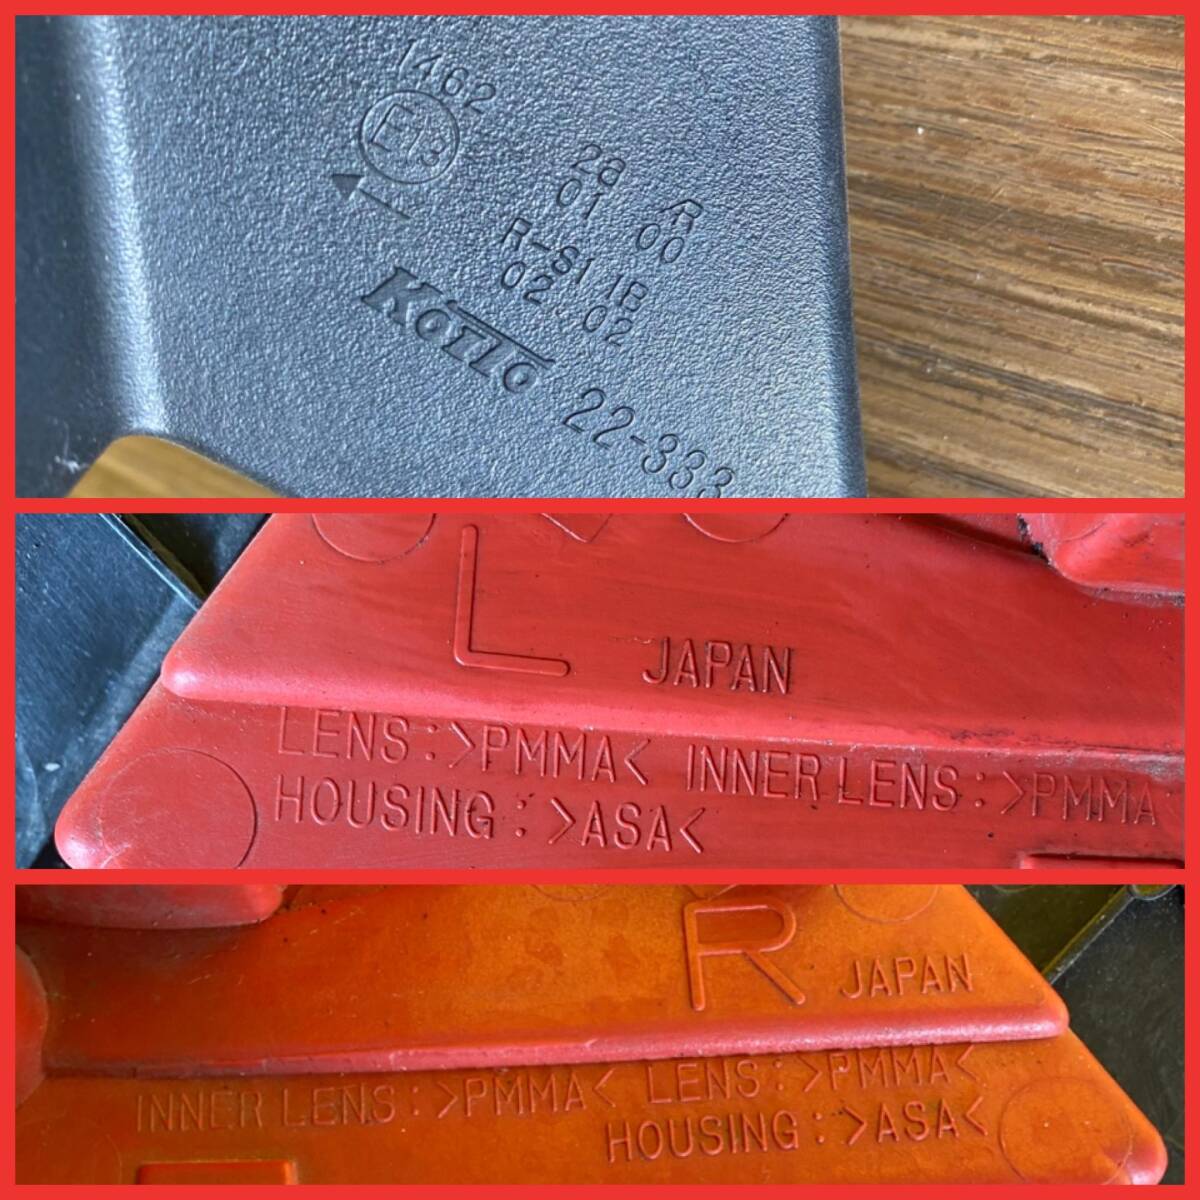 1462
E13
2a R
01 00
R-S1 IB
02 02
Koito 22-333
L
JAPAN
LENS:>PMMA< INNER LENS:>PMMA
HOUSING:>ASA<
R
JAPAN
INNER LENS:>PMMA< LENS:>PMMA<
HOUSING:>ASA<